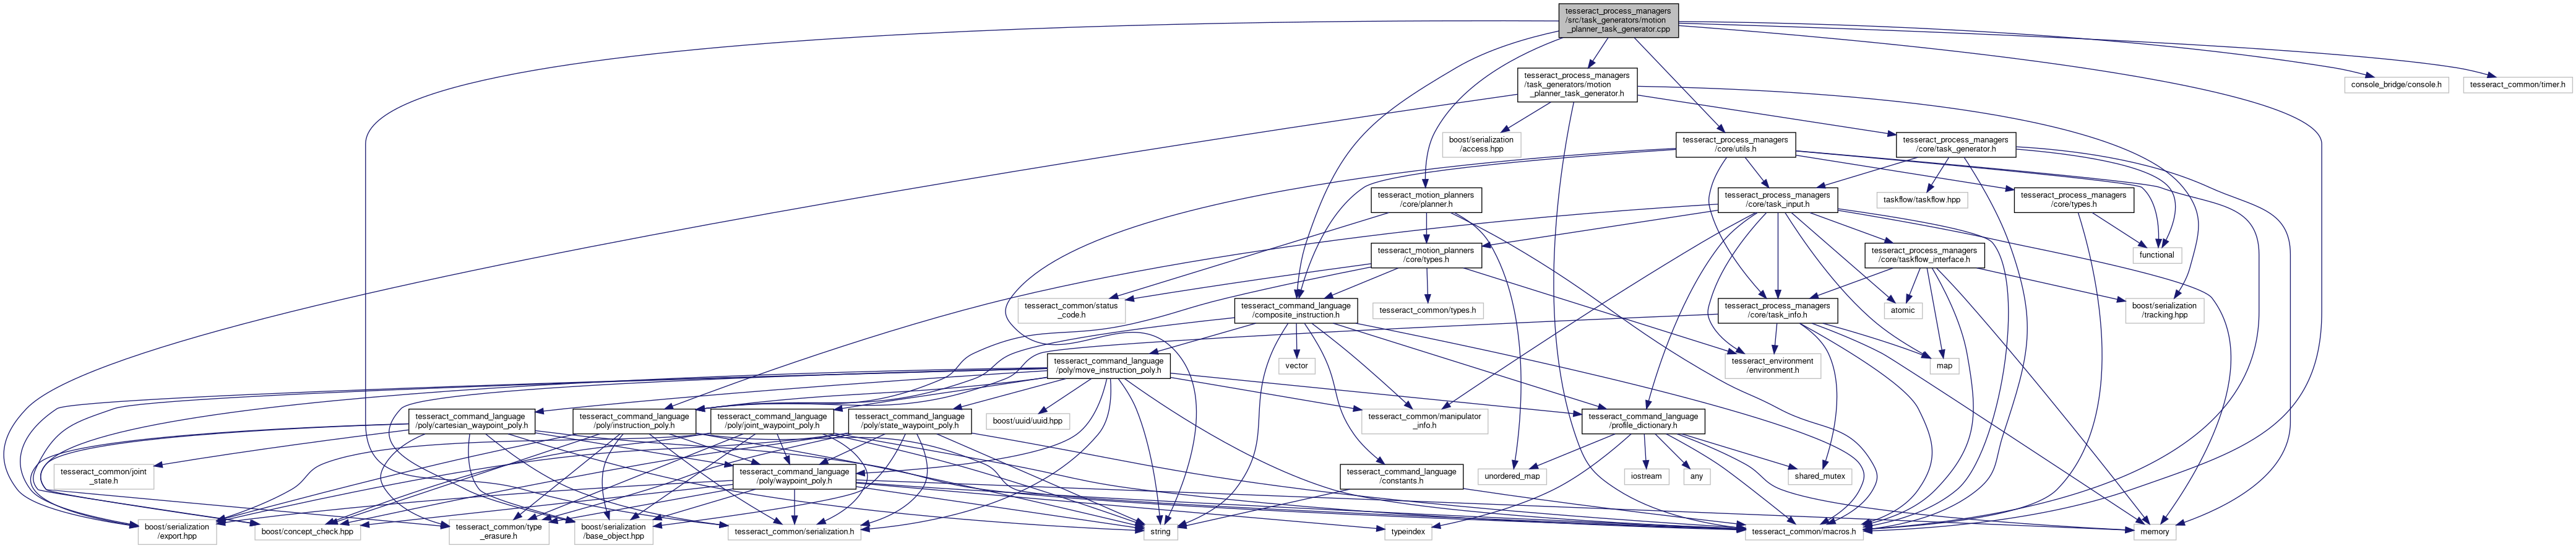 tesseract_process_managers
/src/task_generators/motion
_planner_task_generator.cpp
tesseract_process_managers
/task_generators/motion
_planner_task_generator.h
console_bridge/console.h
tesseract_common/timer.h
boost/serialization
/access.hpp
tesseract_process_managers
/core/utils.h
tesseract_process_managers
/core/task_generator.h
tesseract_motion_planners
/core/planner.h
tesseract_process_managers
/core/task_input.h
taskflow/taskflow.hpp
tesseract_process_managers
/core/types.h
tesseract_motion_planners
/core/types.h
tesseract_process_managers
/core/taskflow_interface.h
functional
tesseract_common/status
_code.h
tesseract_command_language
/composite_instruction.h
tesseract_common/types.h
tesseract_process_managers
/core/task_info.h
atomic
boost/serialization
/tracking.hpp
tesseract_command_language
/poly/move_instruction_poly.h
vector
tesseract_environment
/environment.h
map
tesseract_command_language
/poly/cartesian_waypoint_poly.h
tesseract_command_language
/poly/instruction_poly.h
tesseract_command_language
/poly/joint_waypoint_poly.h
tesseract_command_language
/poly/state_waypoint_poly.h
boost/uuid/uuid.hpp
tesseract_common/manipulator
_info.h
tesseract_command_language
/profile_dictionary.h
tesseract_common/joint
_state.h
tesseract_command_language
/poly/waypoint_poly.h
tesseract_command_language
/constants.h
unordered_map
iostream
any
shared_mutex
boost/serialization
/export.hpp
boost/concept_check.hpp
tesseract_common/type
_erasure.h
boost/serialization
/base_object.hpp
tesseract_common/serialization.h
string
typeindex
tesseract_common/macros.h
memory